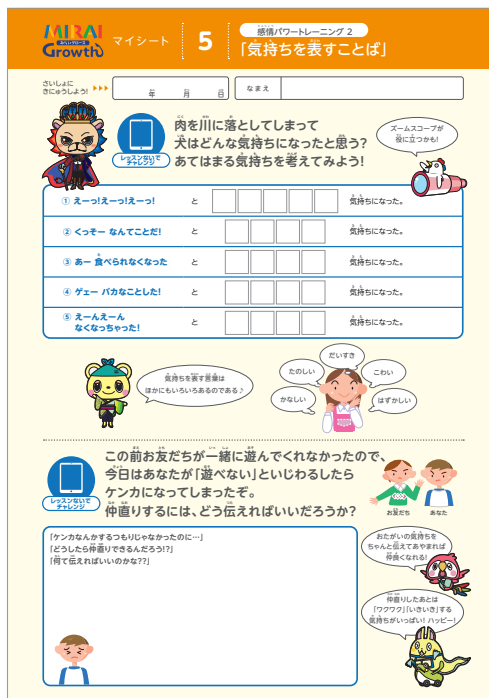 MIRAI
Growth
マイシート
5
感情パワートレーニング 2
「気持ちを表すことば」
さいしょに
きにゅうしよう!
年 月 日
なまえ
肉を川に落としてしまって
犬はどんな気持ちになったと思う?
あてはまる気持ちを考えてみよう!
レッスンないで
チャレンジ
ズームスコープが
役に立つかも!
① えーっ!えーっ!えーっ! と 気持ちになった。
② くっそー なんてことだ! と 気持ちになった。
③ あー 食べられなくなった と 気持ちになった。
④ ゲェー バカなことした! と 気持ちになった。
⑤ えーんえーん
なくなっちゃった! と 気持ちになった。
気持ちを表す言葉は
ほかにもいろいろあるのである♪
だいすき
たのしい
こわい
かなしい
はずかしい
この前お友だちが一緒に遊んでくれなかったので、
今日はあなたが「遊べない」といじわるしたら
ケンカになってしまったぞ。
仲直りするには、どう伝えればいいだろうか?
レッスンないで
チャレンジ
お友だち
あなた
「ケンカなんかするつもりじゃなかったのに…」
「どうしたら仲直りできるんだろう!?」
「何て伝えればいいのかな??」
おたがいの気持ちを
ちゃんと伝えてあやまれば
仲良くなれる!
仲直りしたあとは
「ワクワク」「いきいき」する
気持ちがいっぱい! ハッピー!